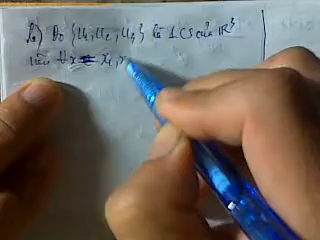 b) Do {u₁, u₂, u₃} là 1 CS của ℝ³
nên ∀x = x₁,